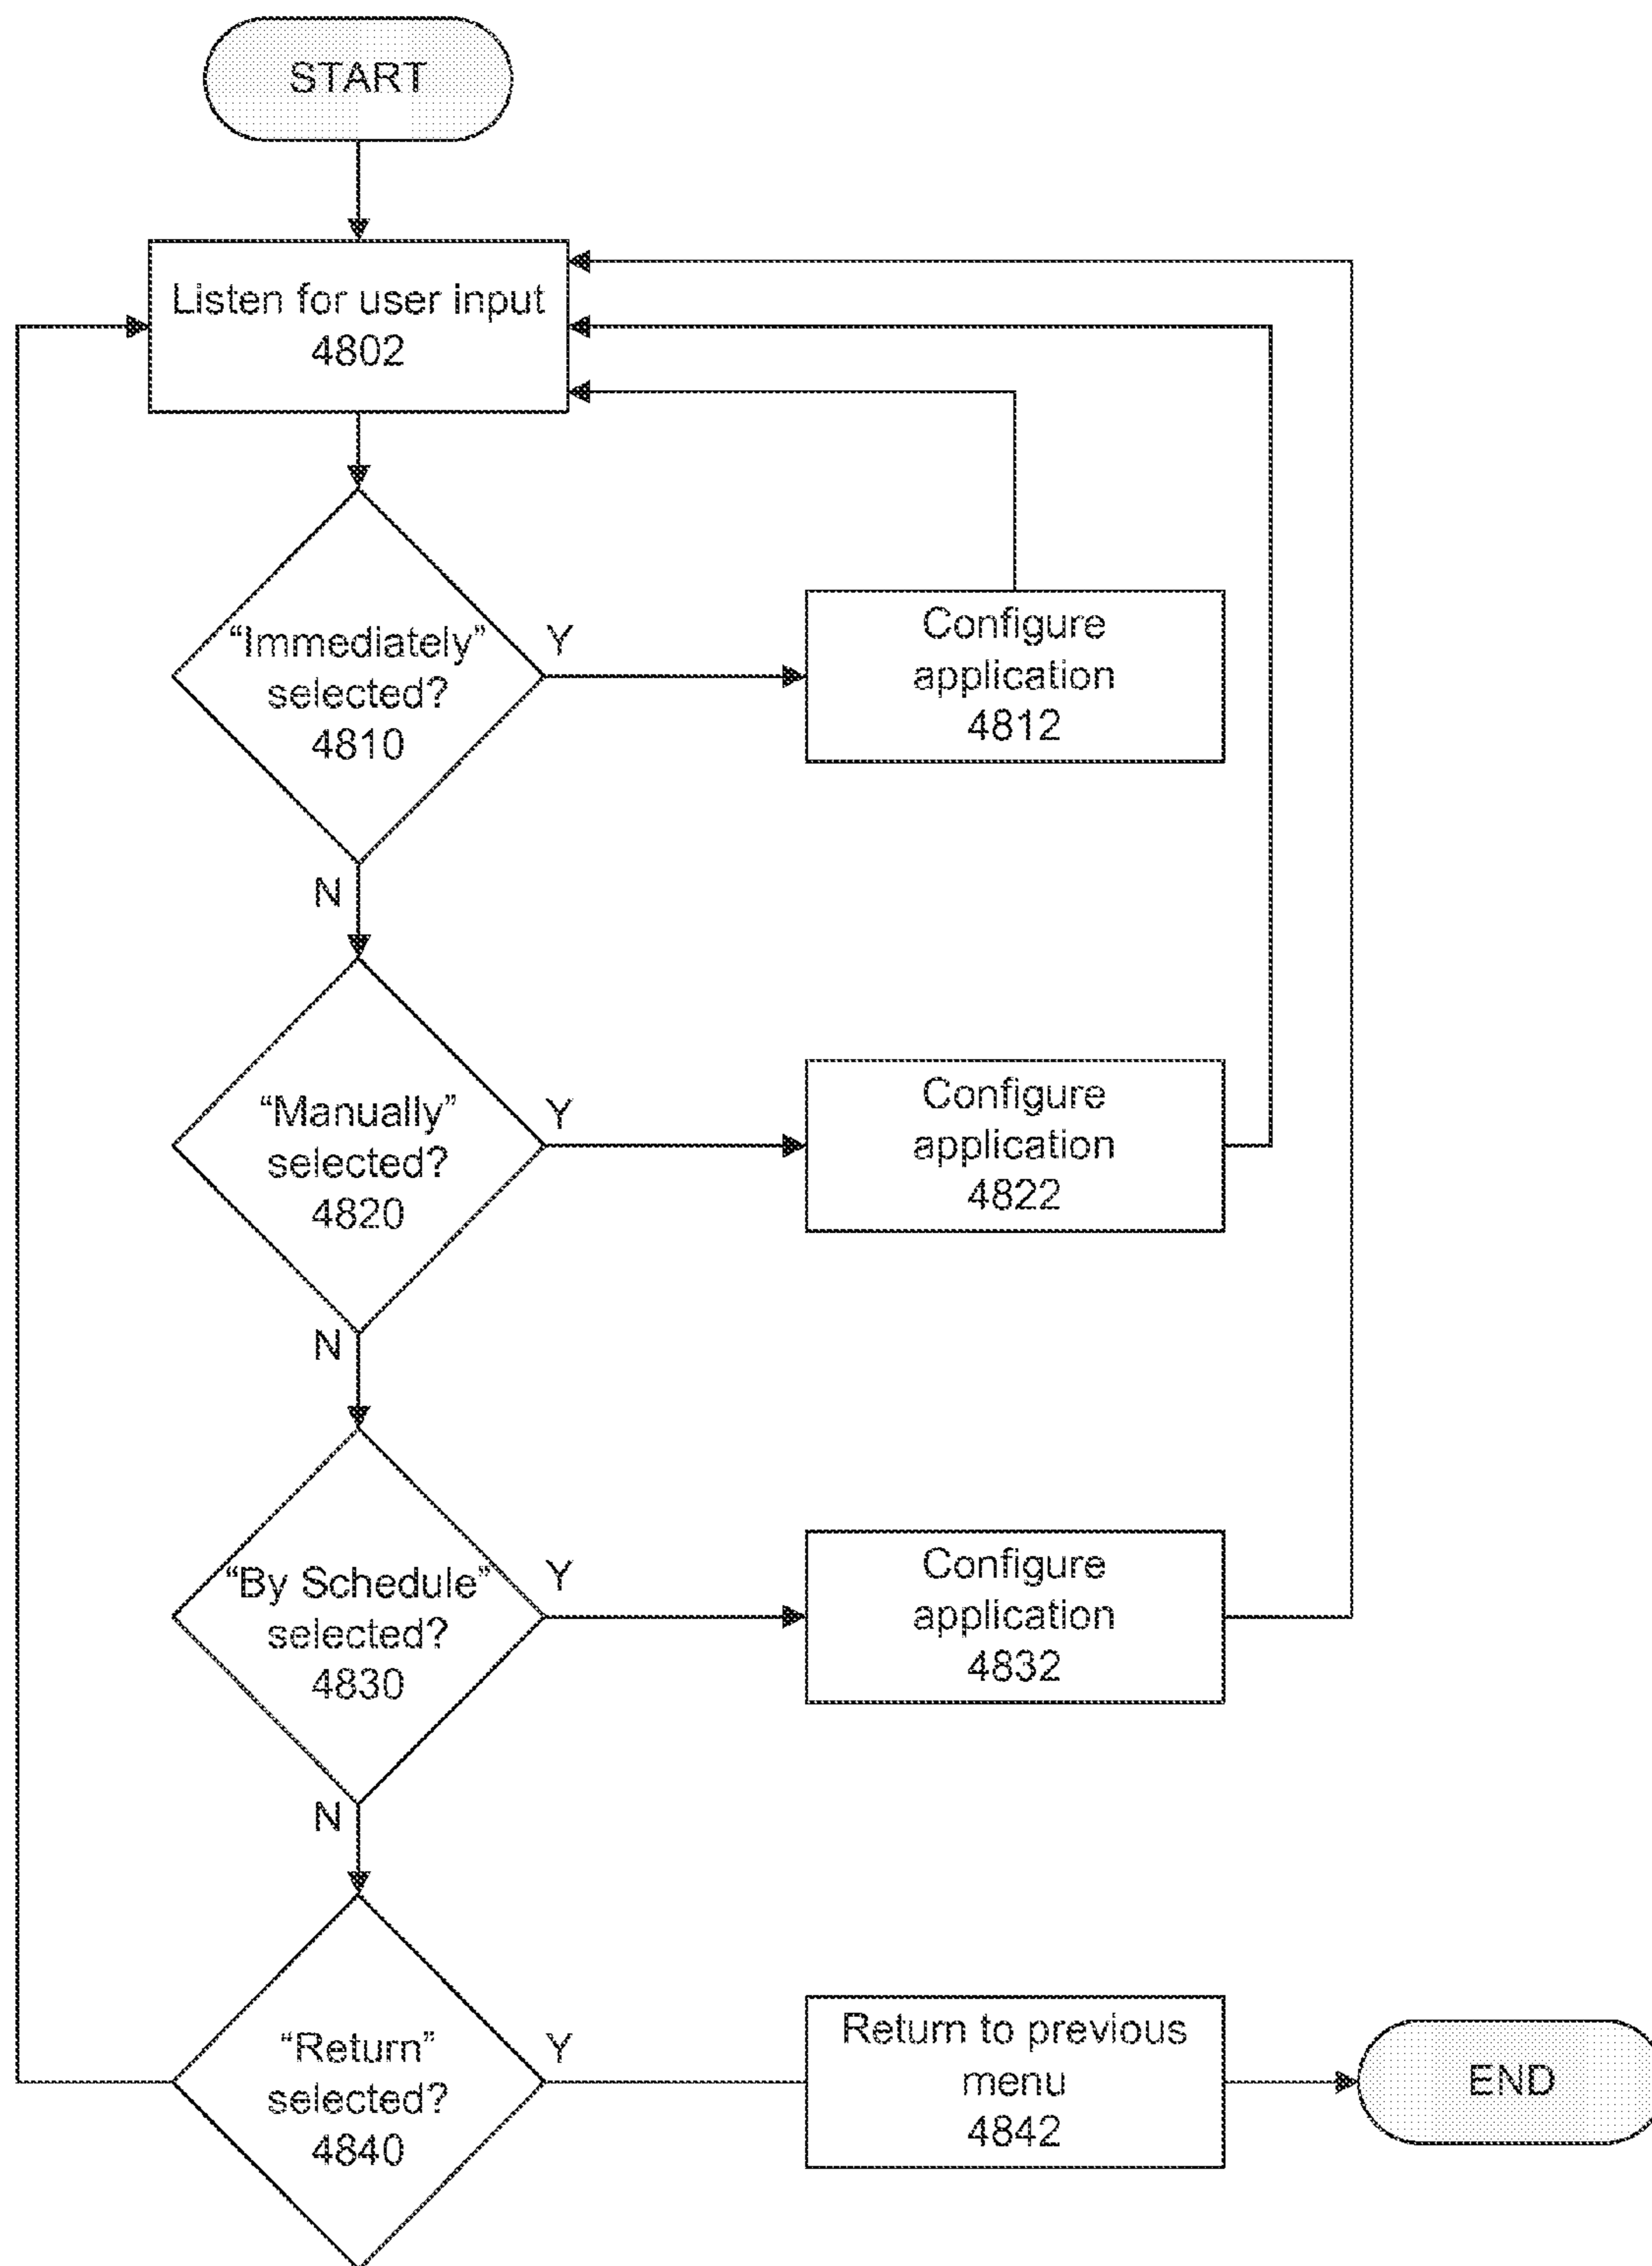 START
Listen for user input
4802
“Immediately”
selected?
4810
Y
Configure
application
4812
N
“Manually”
selected?
4820
Y
Configure
application
4822
N
“By Schedule”
selected?
4830
Y
Configure
application
4832
N
“Return”
selected?
4840
Y
Return to previous
menu
4842
END